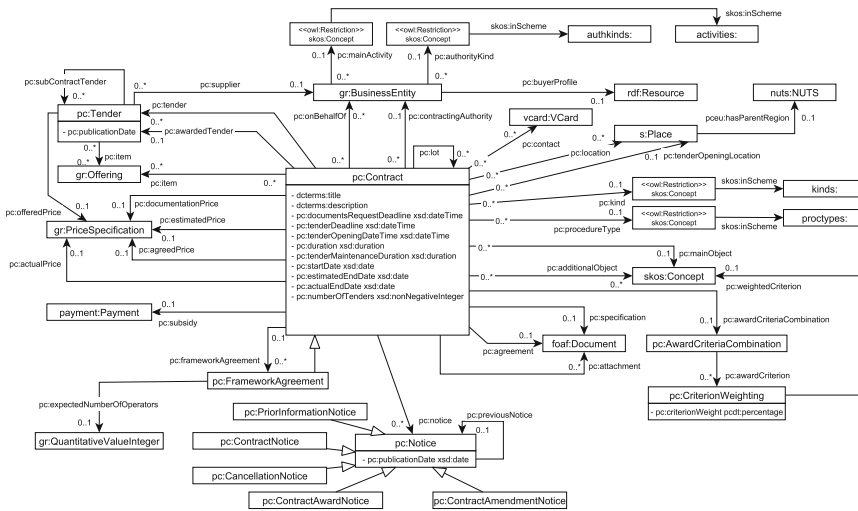 skos:inScheme
<<owl:Restriction>>
skos:Concept
<<owl:Restriction>>
skos:Concept
skos:inScheme
authkinds:
activities:
0..1
pc:mainActivity
0..1
pc:authorityKind
pc:subContractTender
0..*
0..*
pc:supplier
0..*
0..1
0..*
0..*
gr:BusinessEntity
pc:buyerProfile
0..1
rdf:Resource
nuts:NUTS
pc:Tender
- pc:publicationDate
pc:tender
0..*
0..1
pc:awardedTender
pc:onBehalfOf
0..*
0..1
pc:contractingAuthority
vcard:VCard
0..*
pc:contact
s:Place
pceu:hasParentRegion
0..1
0..*
pc:item
0..*
gr:Offering
0..*
pc:item
0..*
0..*
0..*
pc:lot
0..*
pc:location
0..*
0..1
pc:tenderOpeningLocation
pc:Contract
- dcterms:title
- dcterms:description
- pc:documentsRequestDeadline xsd:dateTime
- pc:tenderDeadline xsd:dateTime
- pc:tenderOpeningDateTime xsd:dateTime
- pc:duration xsd:duration
- pc:tenderMaintenanceDuration xsd:duration
- pc:startDate xsd:date
- pc:estimatedEndDate xsd:date
- pc:actualEndDate xsd:date
- pc:numberOfTenders xsd:nonNegativeInteger
0..*
0..1
pc:kind
<<owl:Restriction>>
skos:Concept
skos:inScheme
kinds:
0..*
0..1
pc:procedureType
<<owl:Restriction>>
skos:Concept
skos:inScheme
proctypes:
pc:offeredPrice
0..1
0..1
pc:documentationPrice
gr:PriceSpecification
0..1
pc:estimatedPrice
pc:actualPrice
0..1
0..1
pc:agreedPrice
0..*
pc:mainObject
0..1
0..*
pc:additionalObject
0..*
skos:Concept
0..1
pc:weightedCriterion
0..*
payment:Payment
0..1
pc:subsidy
pc:specification
0..1
0..1
pc:agreement
foaf:Document
0..*
pc:attachment
0..1
pc:awardCriteriaCombination
pc:AwardCriteriaCombination
pc:frameworkAgreement
0..1
0..*
pc:FrameworkAgreement
0..*
pc:awardCriterion
pc:CriterionWeighting
- pc:criterionWeight pcdt:percentage
pc:expectedNumberOfOperators
0..1
gr:QuantitativeValueInteger
pc:PriorInformationNotice
pc:ContractNotice
pc:CancellationNotice
pc:ContractAwardNotice
pc:ContractAmendmentNotice
0..*
pc:notice
pc:previousNotice
0..1
pc:Notice
- pc:publicationDate xsd:date